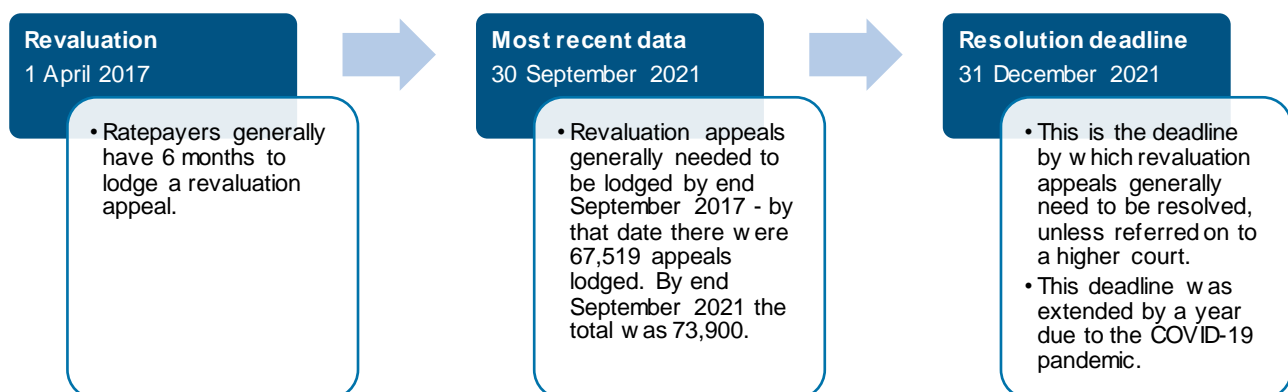 Revaluation
1 April 2017
• Ratepayers generally
have 6 months to
lodge a revaluation
appeal.
Most recent data
30 September 2021
• Revaluation appeals
generally needed to
be lodged by end
September 2017 - by
that date there were
67,519 appeals
lodged. By end
September 2021 the
total was 73,900.
Resolution deadline
31 December 2021
• This is the deadline
by which revaluation
appeals generally
need to be resolved,
unless referred on to
a higher court.
• This deadline was
extended by a year
due to the COVID-19
pandemic.